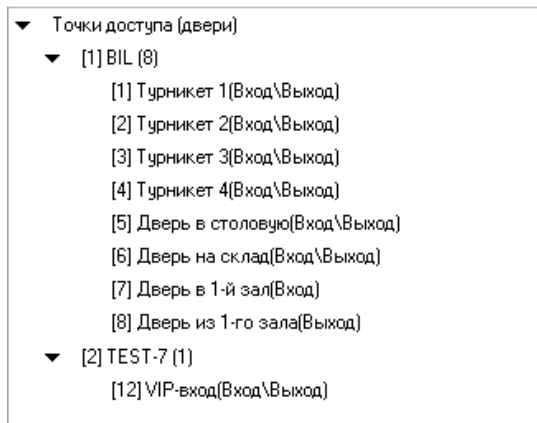 Точки доступа (двери)
[1] BIL (8)
[1] Турникет 1(Вход\Выход)
[2] Турникет 2(Вход\Выход)
[3] Турникет 3(Вход\Выход)
[4] Турникет 4(Вход\Выход)
[5] Дверь в столовую(Вход\Выход)
[6] Дверь на склад(Вход\Выход)
[7] Дверь в 1-й зал(Вход)
[8] Дверь из 1-го зала(Выход)
[2] TEST-7 (1)
[12] VIP-вход(Вход\Выход)